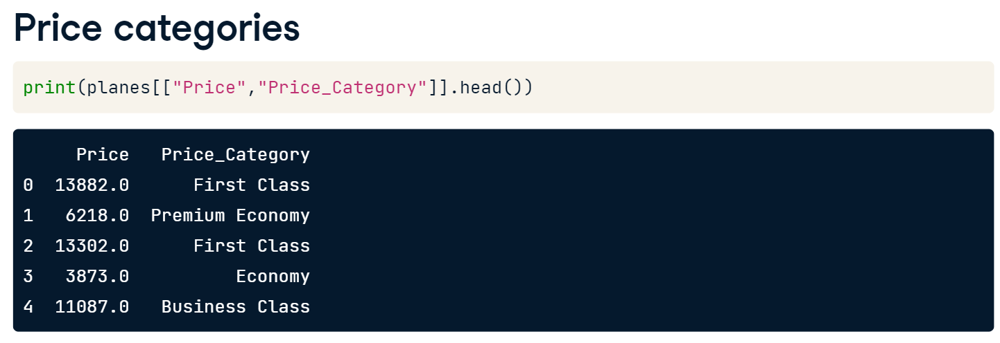 Price categories
print(planes[["Price","Price_Category"]].head())
Price Price_Category
0 13882.0 First Class
1 6218.0 Premium Economy
2 13302.0 First Class
3 3873.0 Economy
4 11087.0 Business Class